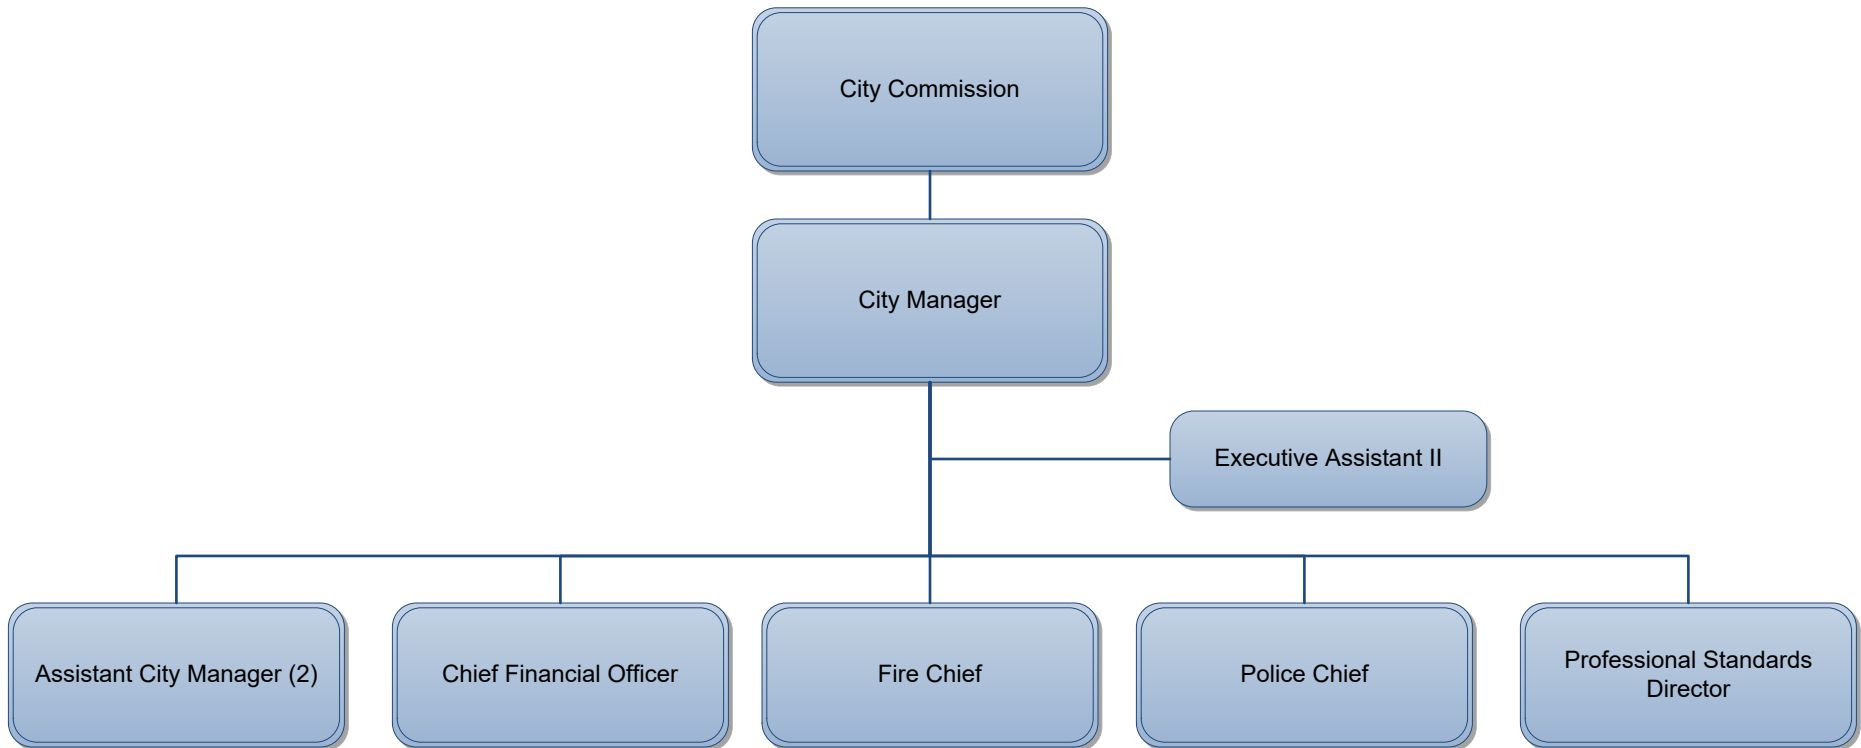 City Commission
City Manager
Executive Assistant II
Assistant City Manager (2)
Chief Financial Officer
Fire Chief
Police Chief
Professional Standards
Director